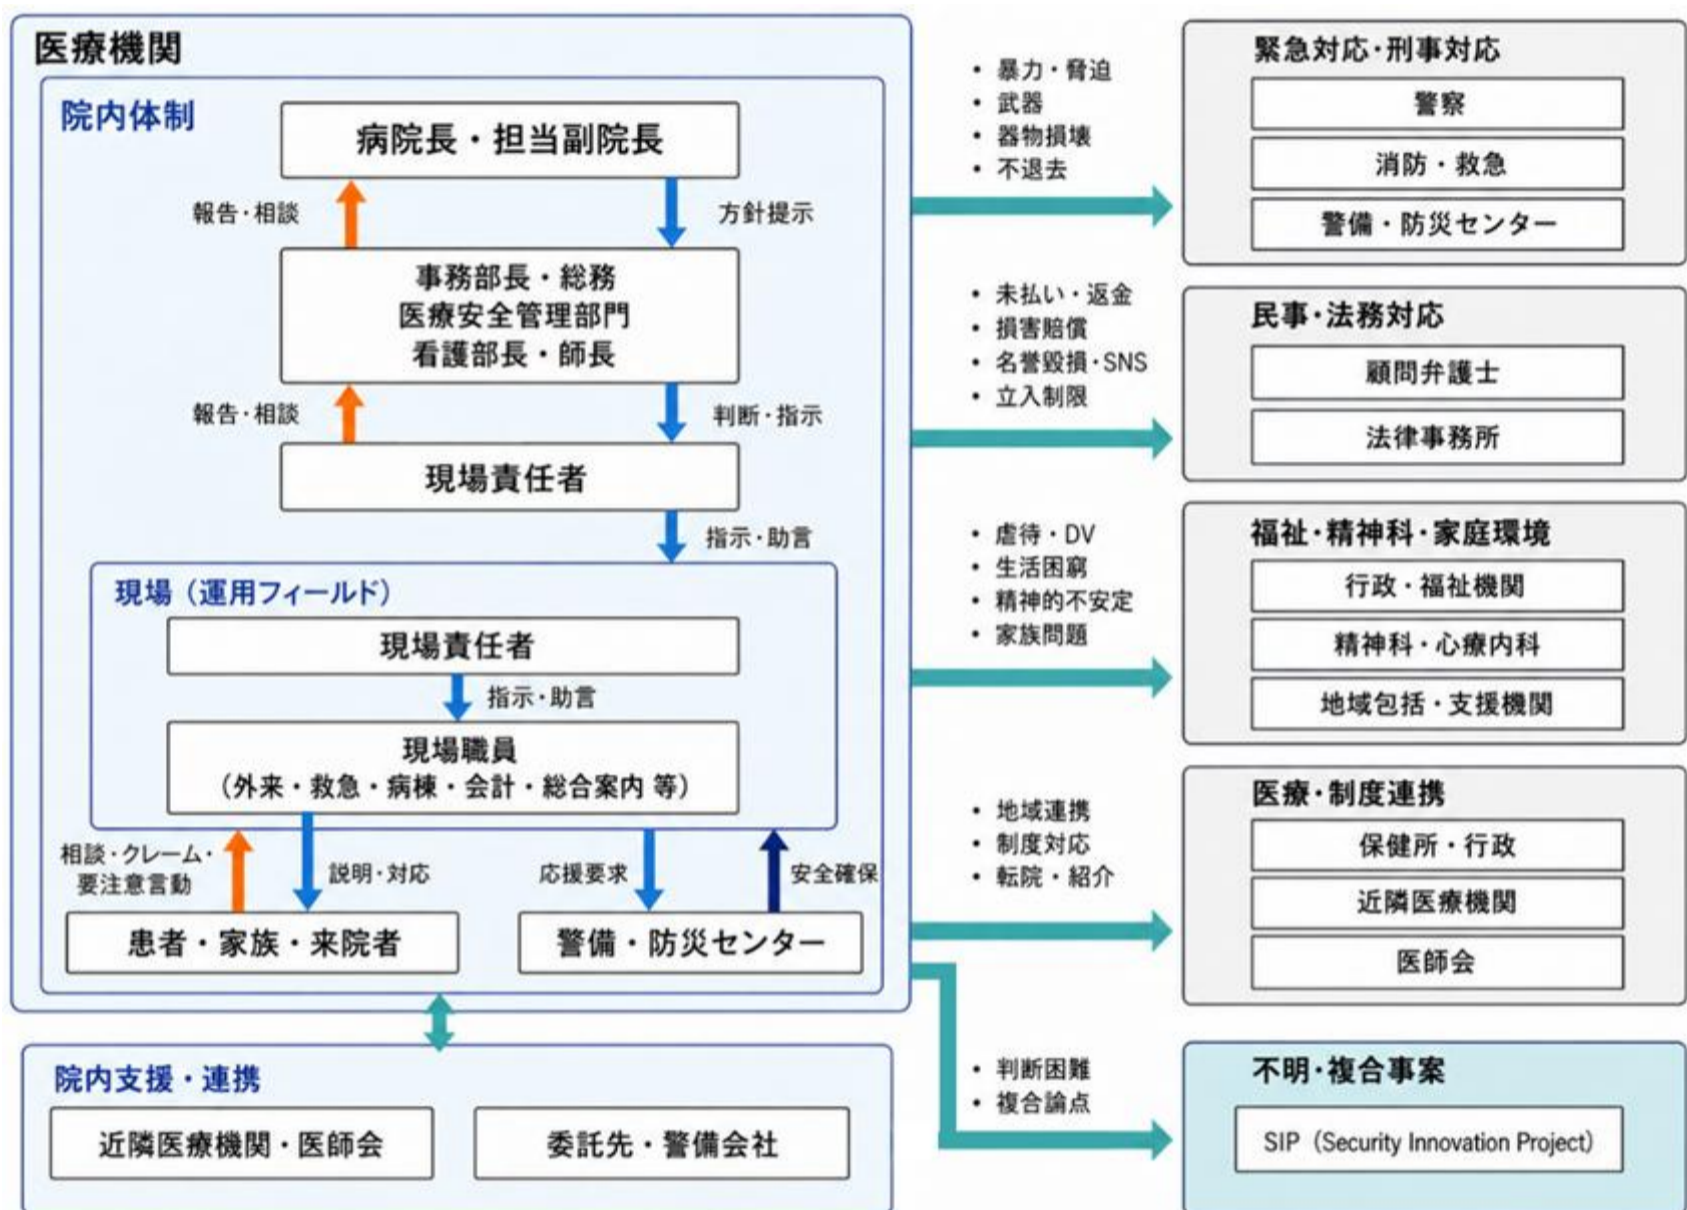 医療機関
院内体制
病院長・担当副院長
報告・相談
方針提示
事務部長・総務
医療安全管理部門
看護部長・師長
報告・相談
判断・指示
現場責任者
指示・助言
現場（運用フィールド）
現場責任者
指示・助言
現場職員
（外来・救急・病棟・会計・総合案内 等）
相談・クレーム・
要注意言動
説明・対応
応援要求
安全確保
患者・家族・来院者
警備・防災センター
院内支援・連携
近隣医療機関・医師会
委託先・警備会社
• 暴力・脅迫
• 武器
• 器物損壊
• 不退去
緊急対応・刑事対応
警察
消防・救急
警備・防災センター
• 未払い・返金
• 損害賠償
• 名誉毀損・SNS
• 立入制限
民事・法務対応
顧問弁護士
法律事務所
• 虐待・DV
• 生活困窮
• 精神的不安定
• 家族問題
福祉・精神科・家庭環境
行政・福祉機関
精神科・心療内科
地域包括・支援機関
• 地域連携
• 制度対応
• 転院・紹介
医療・制度連携
保健所・行政
近隣医療機関
医師会
• 判断困難
• 複合論点
不明・複合事案
SIP（Security Innovation Project）